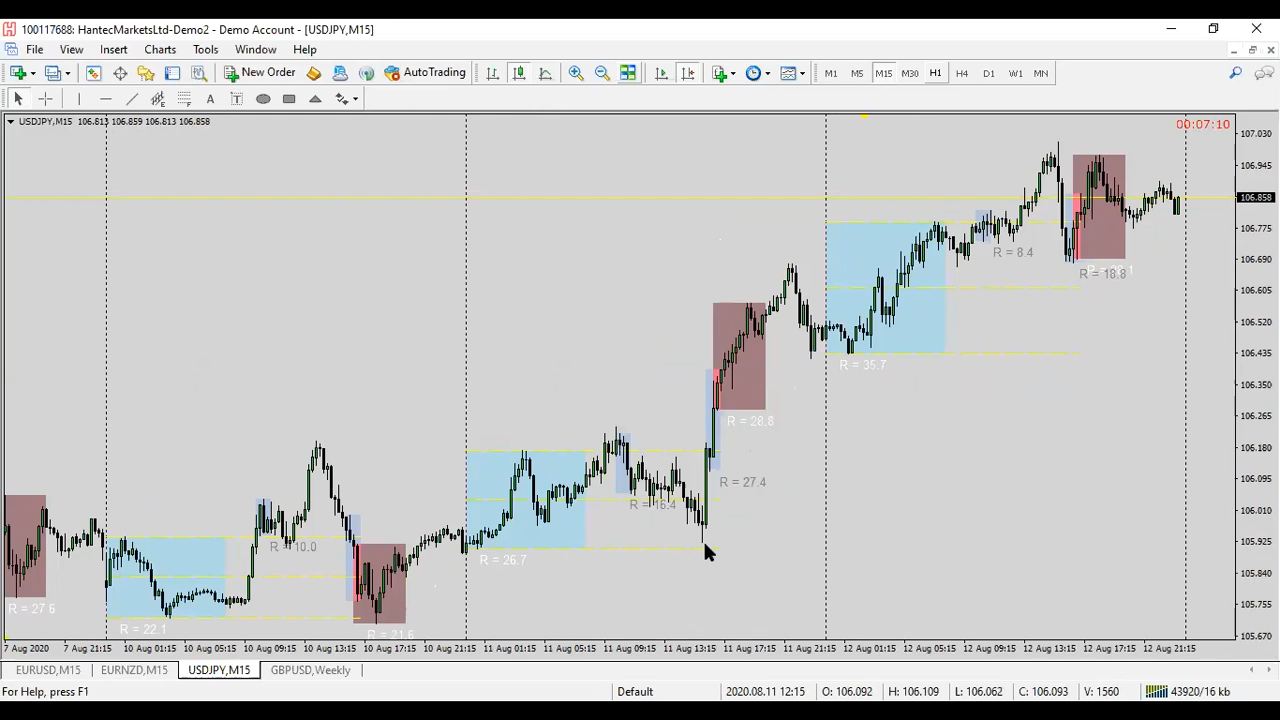 100117688: HantecMarketsLtd-Demo2 - Demo Account - [USDJPY,M15]
File View Insert Charts Tools Window Help
New Order AutoTrading M1 M5 M15 M30 H1 H4 D1 W1 MN
A T
USDJPY,M15 106.813 106.859 106.813 106.858
00:07:10
107.030
106.945
106.858
106.775
106.690
106.605
106.520
106.435
106.350
106.265
106.180
106.095
106.010
105.925
105.840
105.755
105.670
R = 8.4
R = 18.8
R = 35.7
R = 28.8
R = 27.4
R = 16.4
R = 26.7
R = 10.0
R = 27.6
R = 22.1
R = 21.6
7 Aug 2020 7 Aug 21:15 10 Aug 01:15 10 Aug 05:15 10 Aug 09:15 10 Aug 13:15 10 Aug 17:15 10 Aug 21:15 11 Aug 01:15 11 Aug 05:15 11 Aug 09:15 11 Aug 13:15 11 Aug 17:15 11 Aug 21:15 12 Aug 01:15 12 Aug 05:15 12 Aug 09:15 12 Aug 13:15 12 Aug 17:15 12 Aug 21:15
EURUSD,M15 EURNZD,M15 USDJPY,M15 GBPUSD,Weekly
For Help, press F1 Default 2020.08.11 12:15 O: 106.092 H: 106.109 L: 106.062 C: 106.093 V: 1560 43920/16 kb